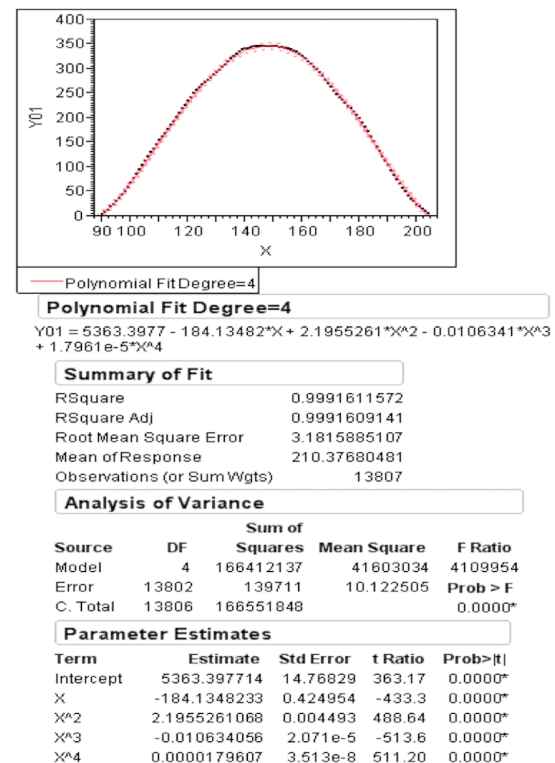 400
350
300
250
200
150
100
50
0
Y01
90 100 120 140 160 180 200
X
Polynomial Fit Degree=4
Polynomial Fit Degree=4
Y01 = 5363.3977 - 184.13482*X + 2.1955261*X^2 - 0.0106341*X^3
+ 1.7961e-5*X^4
Summary of Fit
RSquare 0.9991611572
RSquare Adj 0.9991609141
Root Mean Square Error 3.1815885107
Mean of Response 210.37680481
Observations (or Sum Wgts) 13807
Analysis of Variance
Sum of
Source DF Squares Mean Square F Ratio
Model 4 166412137 41603034 4109954
Error 13802 139711 10.122505 Prob > F
C. Total 13806 166551848 0.0000*
Parameter Estimates
Term Estimate Std Error t Ratio Prob>|t|
Intercept 5363.397714 14.76829 363.17 0.0000*
X -184.1348233 0.424954 -433.3 0.0000*
X^2 2.1955261068 0.004493 488.64 0.0000*
X^3 -0.010634056 2.071e-5 -513.6 0.0000*
X^4 0.0000179607 3.513e-8 511.20 0.0000*